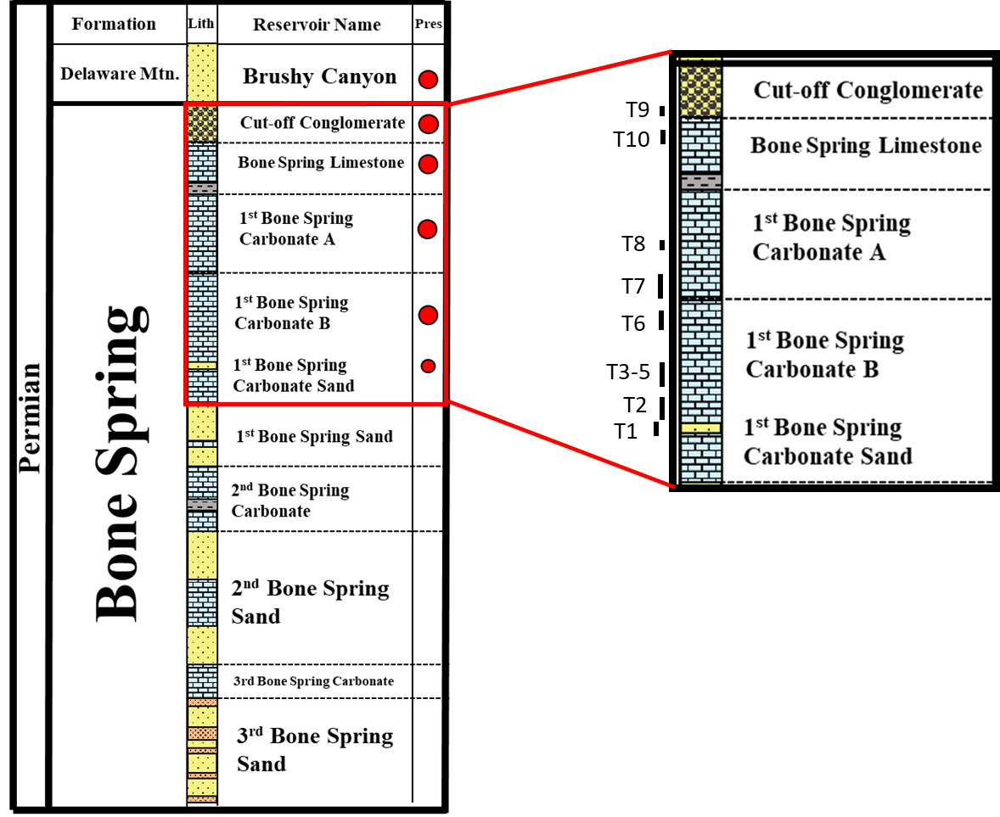 Formation
Lith
Reservoir Name
Pres
Delaware Mtn.
Brushy Canyon
Permian
Bone Spring
Cut-off Conglomerate
Bone Spring Limestone
1st Bone Spring
Carbonate A
1st Bone Spring
Carbonate B
1st Bone Spring
Carbonate Sand
1st Bone Spring Sand
2nd Bone Spring
Carbonate
2nd Bone Spring
Sand
3rd Bone Spring Carbonate
3rd Bone Spring
Sand
T9
T10
T8
T7
T6
T3-5
T2
T1
Cut-off Conglomerate
Bone Spring Limestone
1st Bone Spring
Carbonate A
1st Bone Spring
Carbonate B
1st Bone Spring
Carbonate Sand